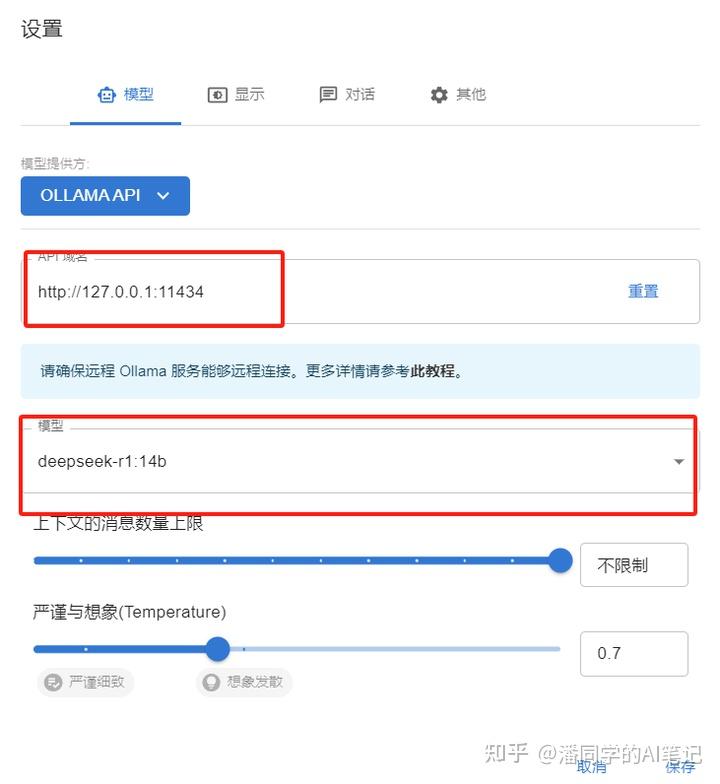 设置
模型
显示
对话
其他
模型提供方:
OLLAMA API
API 域名
http://127.0.0.1:11434
重置
请确保远程 Ollama 服务能够远程连接。更多详情请参考此教程。
模型
deepseek-r1:14b
上下文的消息数量上限
不限制
严谨与想象(Temperature)
0.7
严谨细致
想象发散
知乎 @潘同学的AI笔记
取消
保存